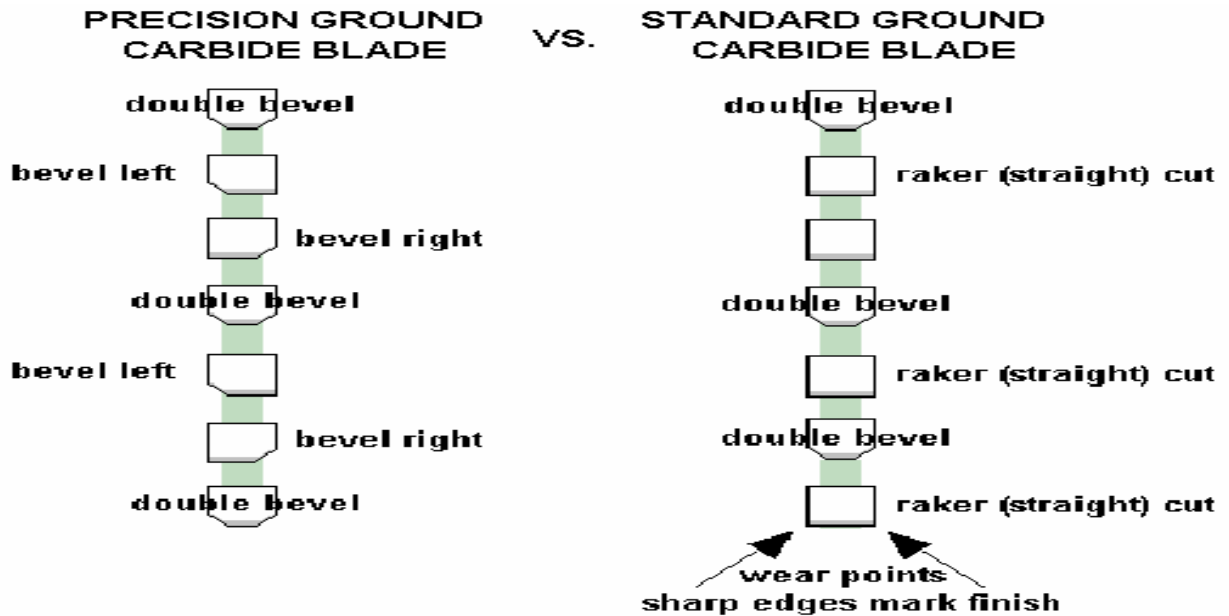 PRECISION GROUND
CARBIDE BLADE
VS.
STANDARD GROUND
CARBIDE BLADE
double bevel
bevel left
bevel right
double bevel
bevel left
bevel right
double bevel
double bevel
raker (straight) cut
double bevel
raker (straight) cut
double bevel
raker (straight) cut
wear points
sharp edges mark finish